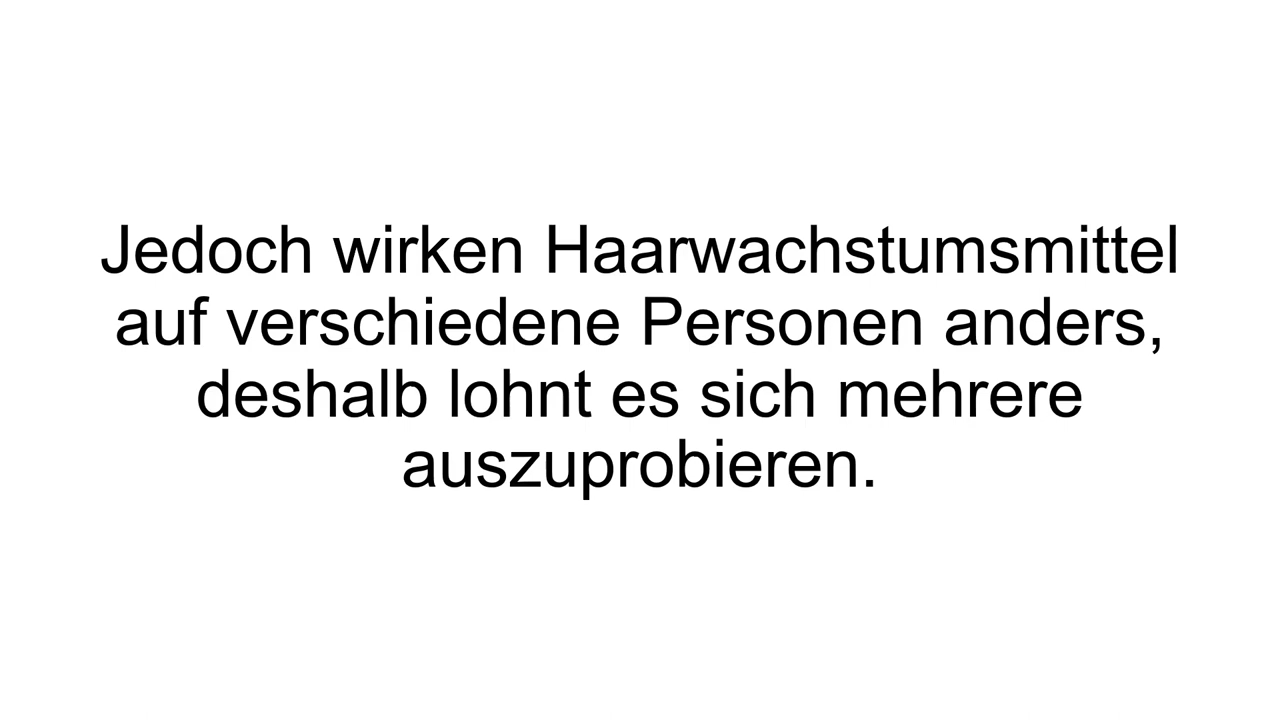 Jedoch wirken Haarwachstumsmittel
auf verschiedene Personen anders,
deshalb lohnt es sich mehrere
auszuprobieren.